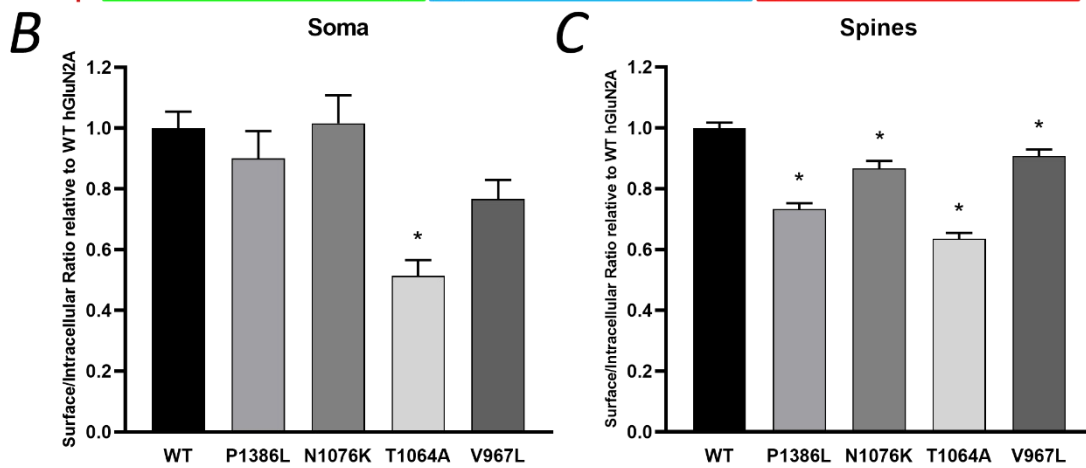 B
Soma
Surface/Intracellular Ratio relative to WT hGluN2A
1.2
1.0
0.8
0.6
0.4
0.2
0.0
*
WT P1386L N1076K T1064A V967L
C
Spines
Surface/Intracellular Ratio relative to WT hGluN2A
1.2
1.0
0.8
0.6
0.4
0.2
0.0
* * * *
WT P1386L N1076K T1064A V967L